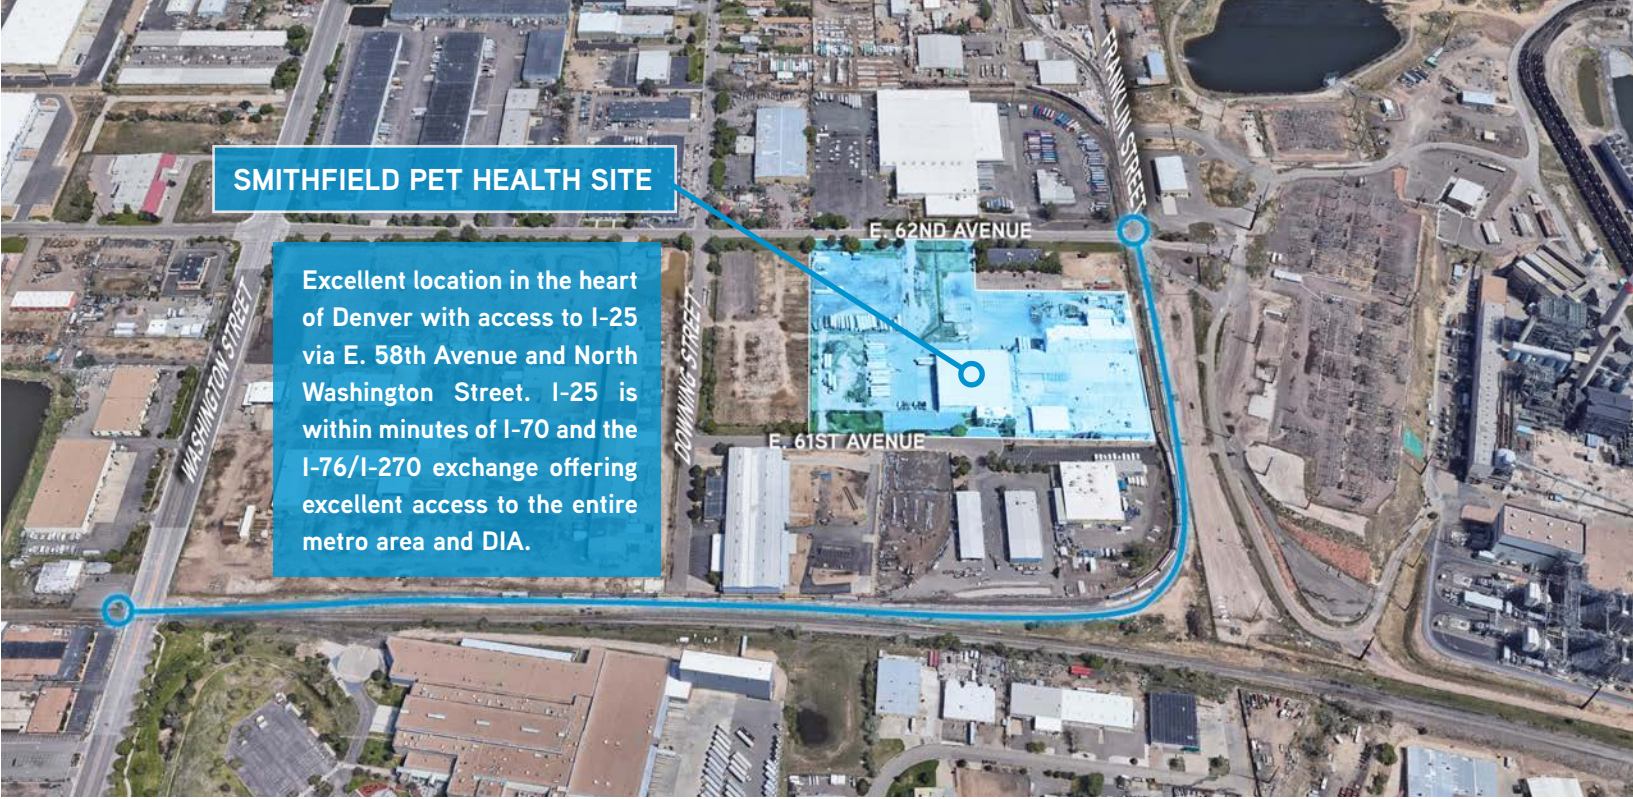 FRANKLIN STREET
SMITHFIELD PET HEALTH SITE
E. 62ND AVENUE
Excellent location in the heart
of Denver with access to I-25
via E. 58th Avenue and North
Washington Street. I-25 is
within minutes of I-70 and the
I-76/I-270 exchange offering
excellent access to the entire
metro area and DIA.
WASHINGTON STREET
DOWNING STREET
E. 61ST AVENUE